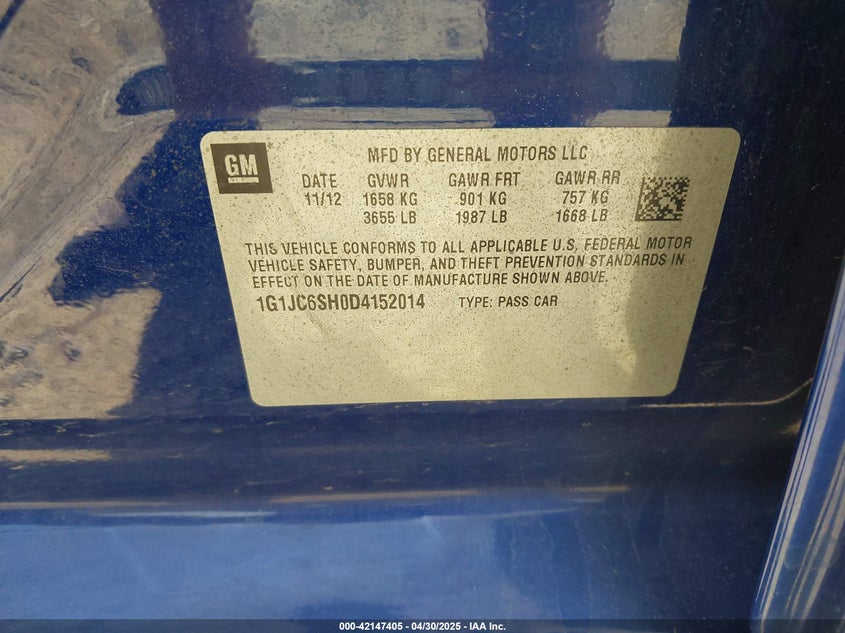 GM
MFD BY GENERAL MOTORS LLC
DATE GVWR GAWR FRT GAWR RR
11/12 1658 KG 901 KG 757 KG
3655 LB 1987 LB 1668 LB
THIS VEHICLE CONFORMS TO ALL APPLICABLE U.S. FEDERAL MOTOR
VEHICLE SAFETY, BUMPER, AND THEFT PREVENTION STANDARDS IN
EFFECT ON THE DATE OF MANUFACTURE SHOWN ABOVE.
1G1JC6SH0D4152014 TYPE: PASS CAR
000-42147405 - 04/30/2025 - IAA Inc.